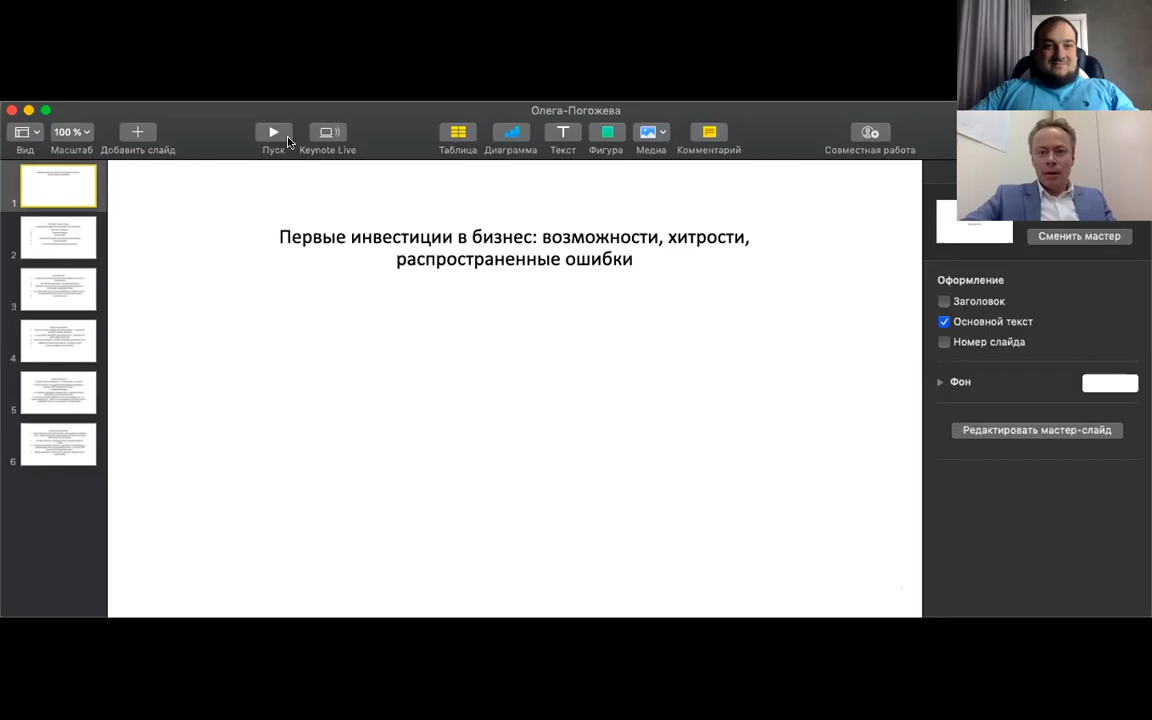 Олега-Погожева
100 %
Вид
Масштаб
Добавить слайд
Пуск
Keynote Live
Таблица
Диаграмма
Текст
Фигура
Медиа
Комментарий
Совместная работа
1
2
3
4
5
6
Первые инвестиции в бизнес: возможности, хитрости,
распространенные ошибки
Сменить мастер
Оформление
Заголовок
Основной текст
Номер слайда
Фон
Редактировать мастер-слайд